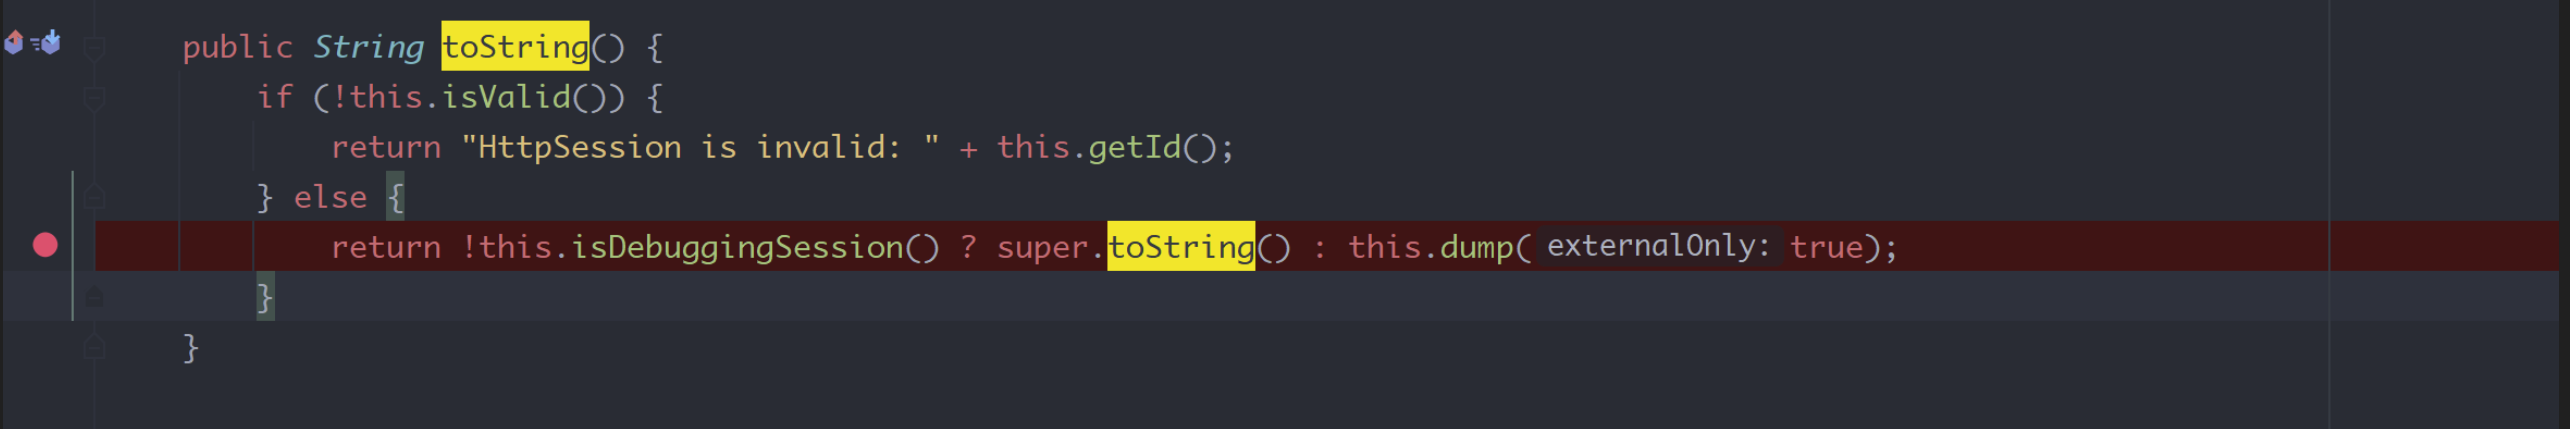 public String toString() {
if (!this.isValid()) {
return "HttpSession is invalid: " + this.getId();
} else {
return !this.isDebuggingSession() ? super.toString() : this.dump( externalOnly: true);
}
}